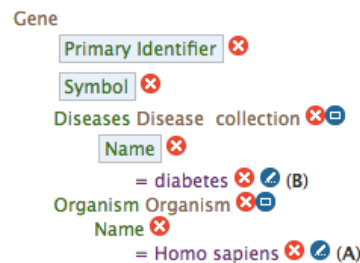 Gene
Primary Identifier
Symbol
Diseases Disease collection
Name
= diabetes (B)
Organism Organism
Name
= Homo sapiens (A)